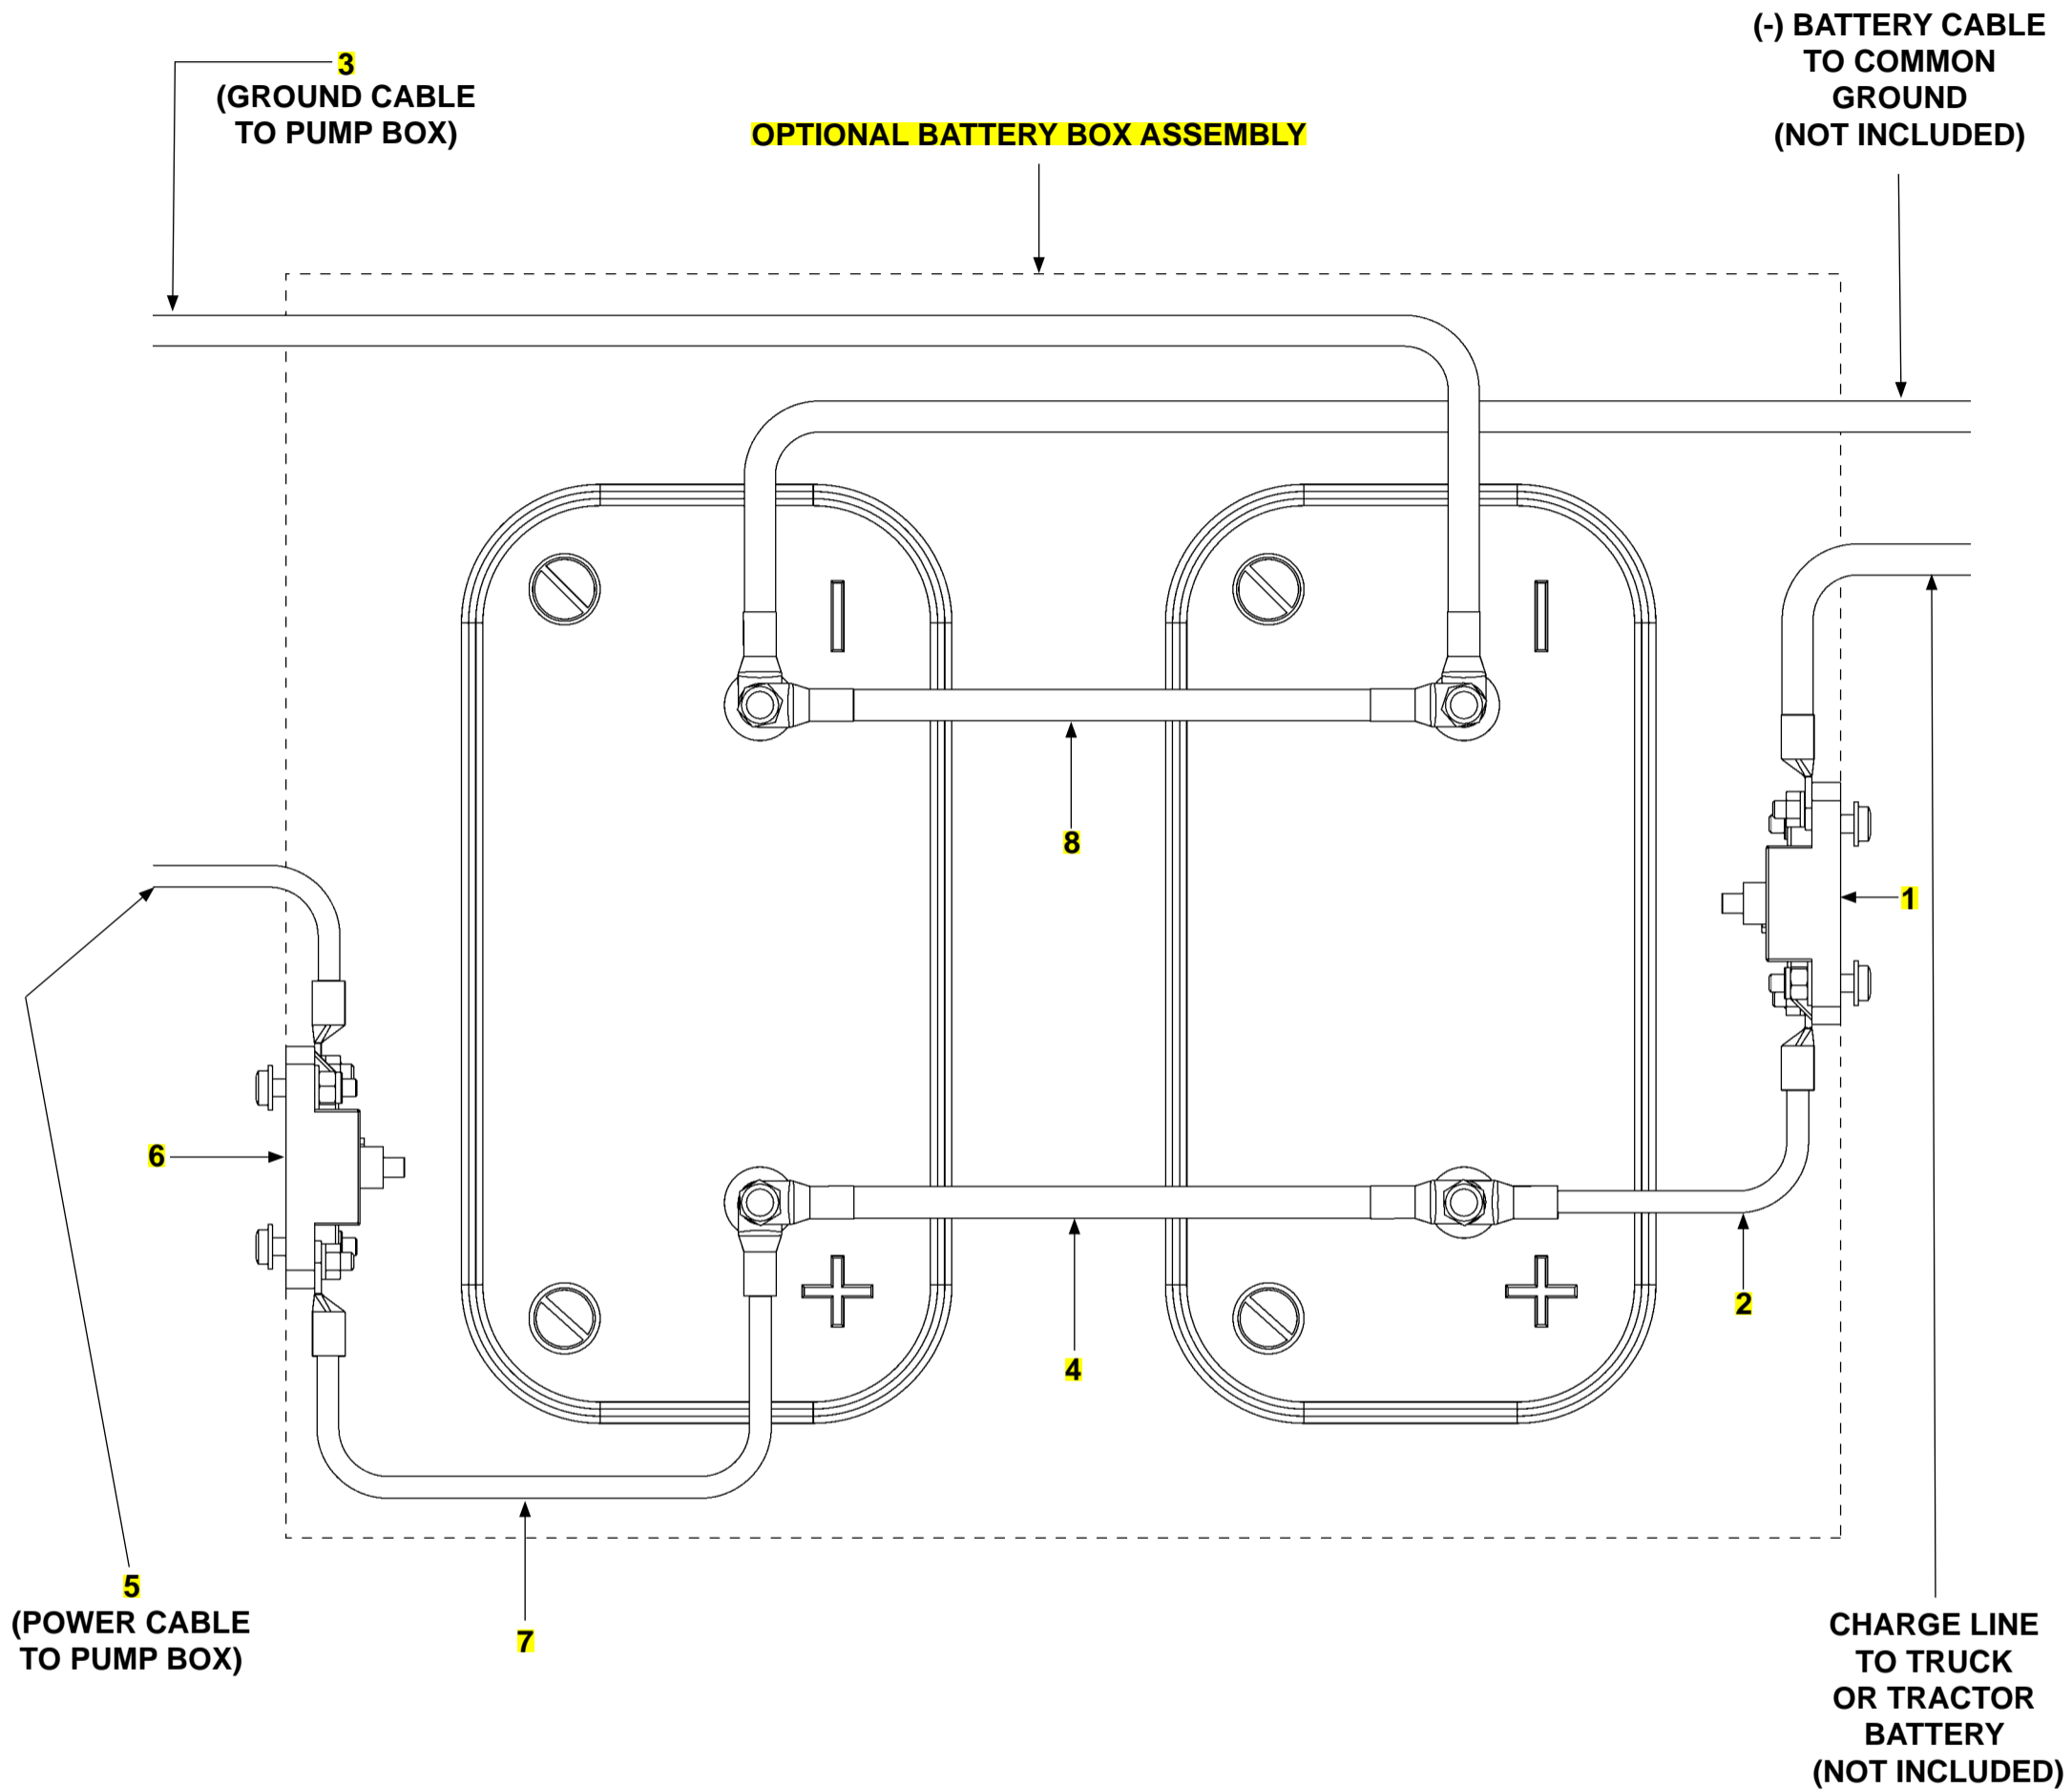 (-) BATTERY CABLE
TO COMMON
GROUND
(NOT INCLUDED)
3
(GROUND CABLE
TO PUMP BOX)
OPTIONAL BATTERY BOX ASSEMBLY
8
1
6
2
4
5
(POWER CABLE
TO PUMP BOX)
7
CHARGE LINE
TO TRUCK
OR TRACTOR
BATTERY
(NOT INCLUDED)